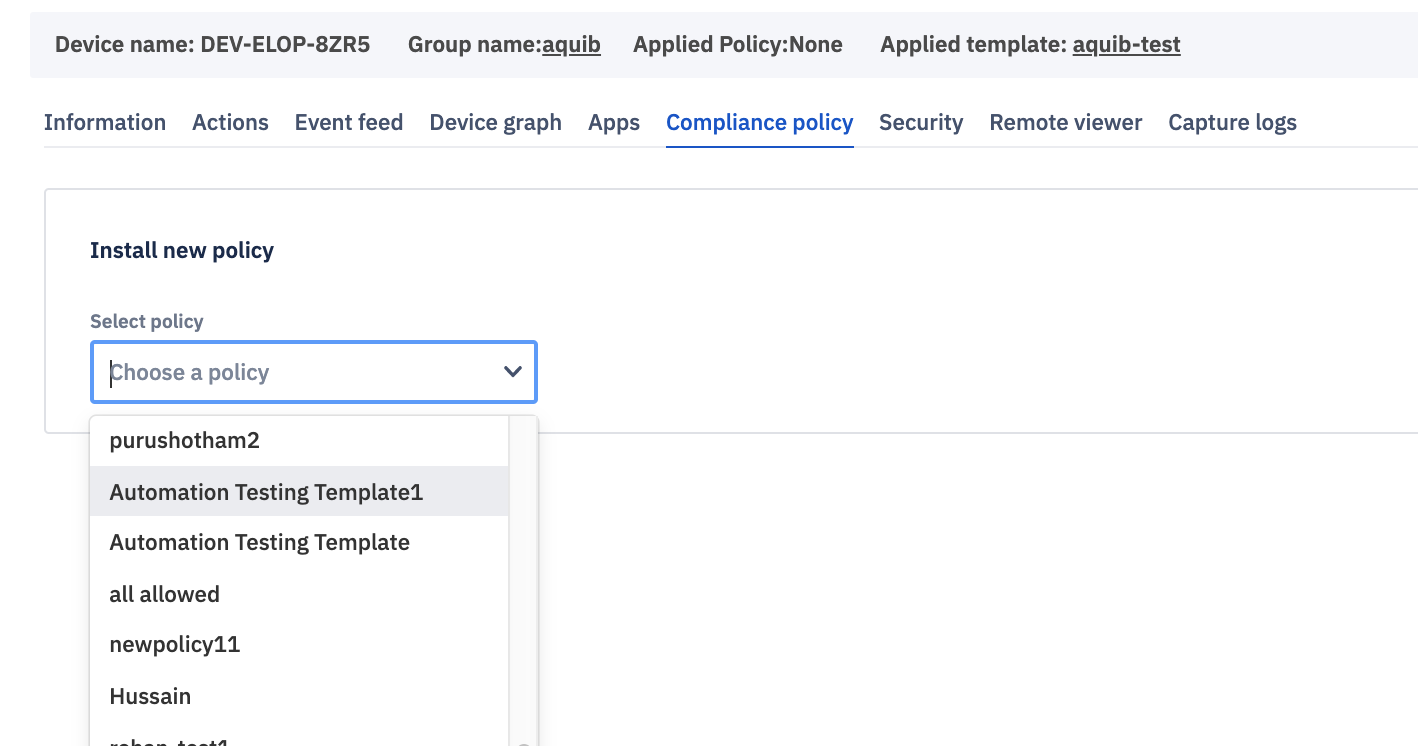 Device name: DEV-ELOP-8ZR5 Group name:aquib Applied Policy:None Applied template: aquib-test
Information Actions Event feed Device graph Apps Compliance policy Security Remote viewer Capture logs
Install new policy
Select policy
Choose a policy
purushotham2
Automation Testing Template1
Automation Testing Template
all allowed
newpolicy11
Hussain